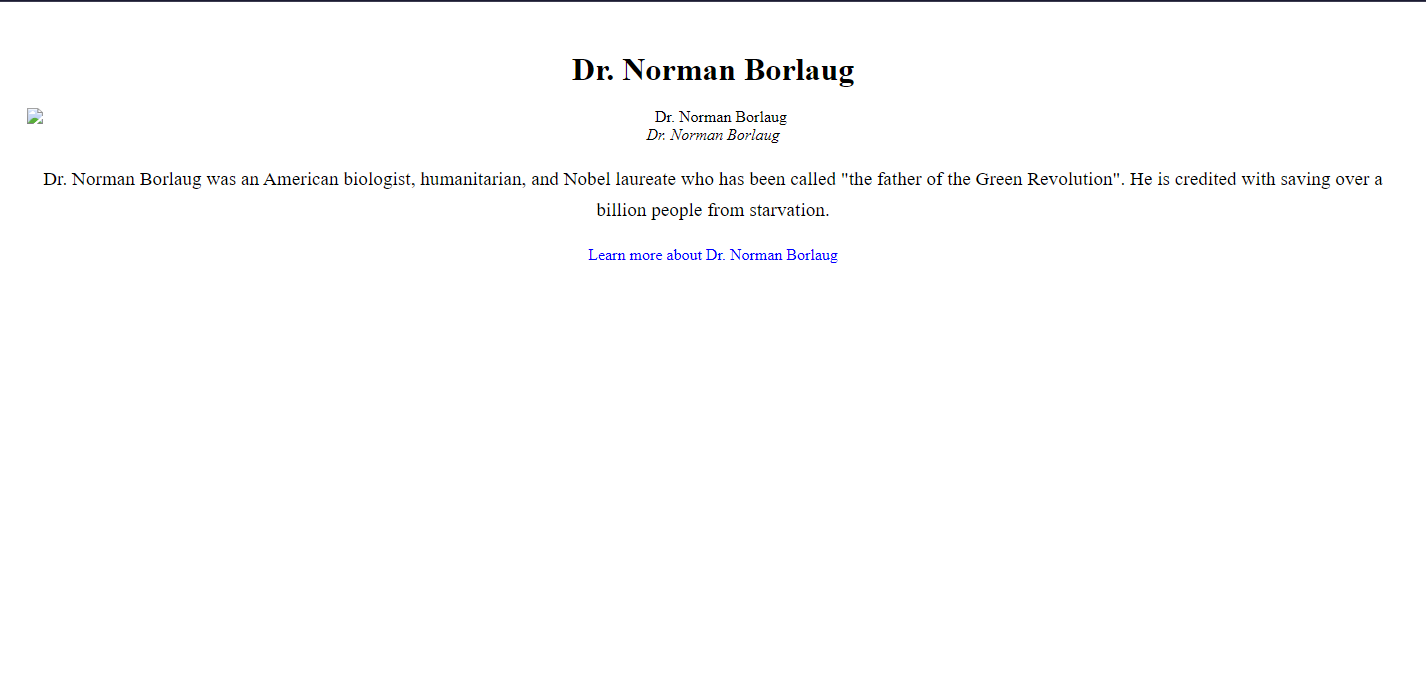 Dr. Norman Borlaug
Dr. Norman Borlaug
Dr. Norman Borlaug
Dr. Norman Borlaug was an American biologist, humanitarian, and Nobel laureate who has been called "the father of the Green Revolution". He is credited with saving over a
billion people from starvation.
Learn more about Dr. Norman Borlaug